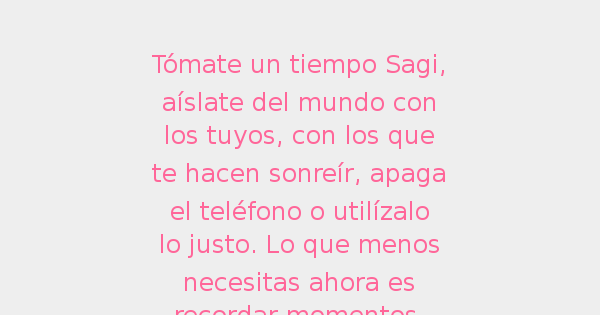 Tómate un tiempo Sagi,
aíslate del mundo con
los tuyos, con los que
te hacen sonreír, apaga
el teléfono o utilízalo
lo justo. Lo que menos
necesitas ahora es
recordar momentos